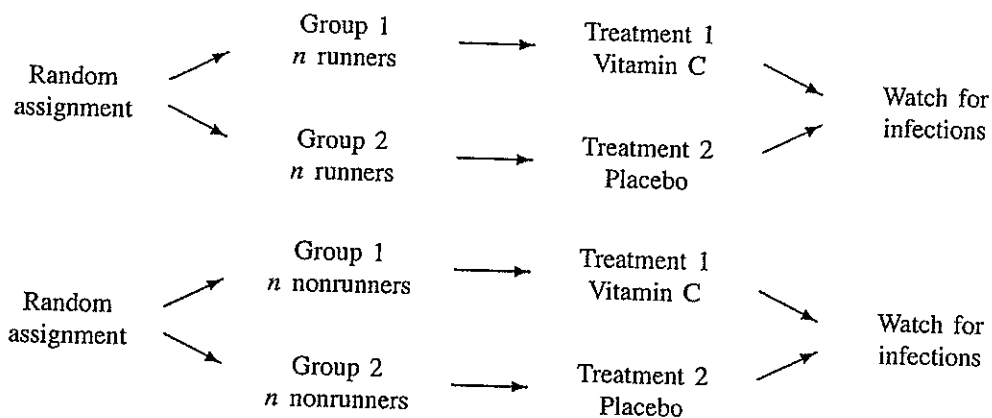 Random
assignment
Group 1
n runners
Treatment 1
Vitamin C
Group 2
n runners
Treatment 2
Placebo
Watch for
infections
Random
assignment
Group 1
n nonrunners
Treatment 1
Vitamin C
Group 2
n nonrunners
Treatment 2
Placebo
Watch for
infections